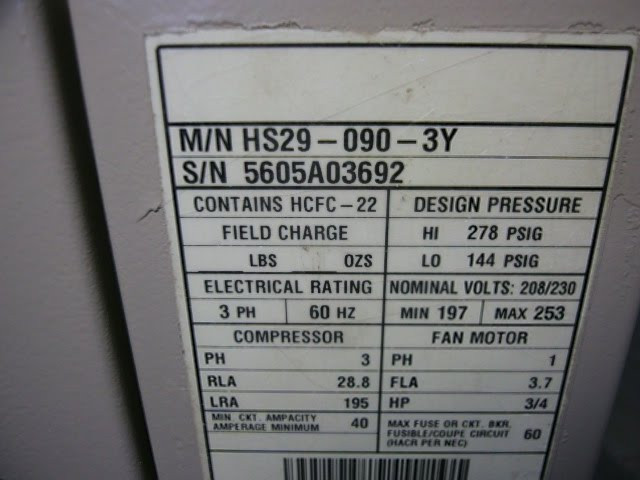 M/N HS29-090-3Y
S/N 5605A03692
CONTAINS HCFC-22 DESIGN PRESSURE
FIELD CHARGE HI 278 PSIG
LBS OZS LO 144 PSIG
ELECTRICAL RATING NOMINAL VOLTS: 208/230
3 PH 60 HZ MIN 197 MAX 253
COMPRESSOR FAN MOTOR
PH 3 PH 1
RLA 28.8 FLA 3.7
LRA 195 HP 3/4
MIN. CKT. AMPACITY
AMPERAGE MINIMUM 40
MAX FUSE OR CKT. BKR.
FUSIBLE/COUPE CIRCUIT 60
(HACR PER NEC)